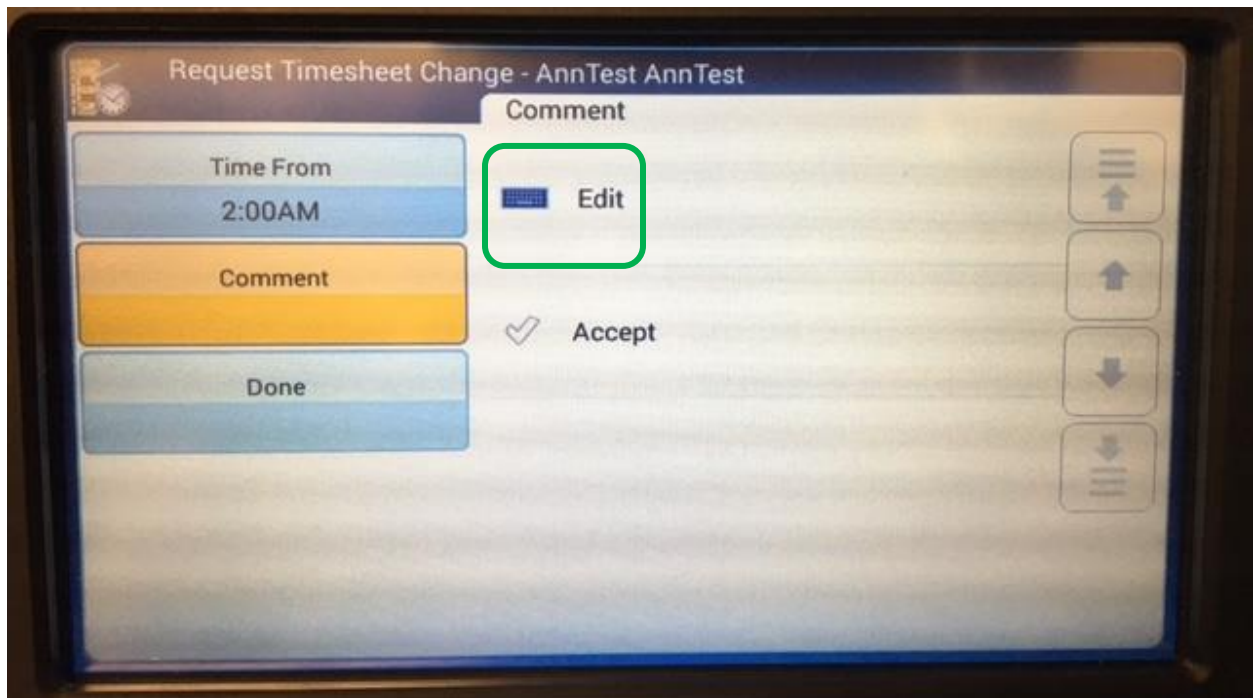 Request Timesheet Change - AnnTest AnnTest
Comment
Time From
2:00AM
Comment
Done
Edit
Accept